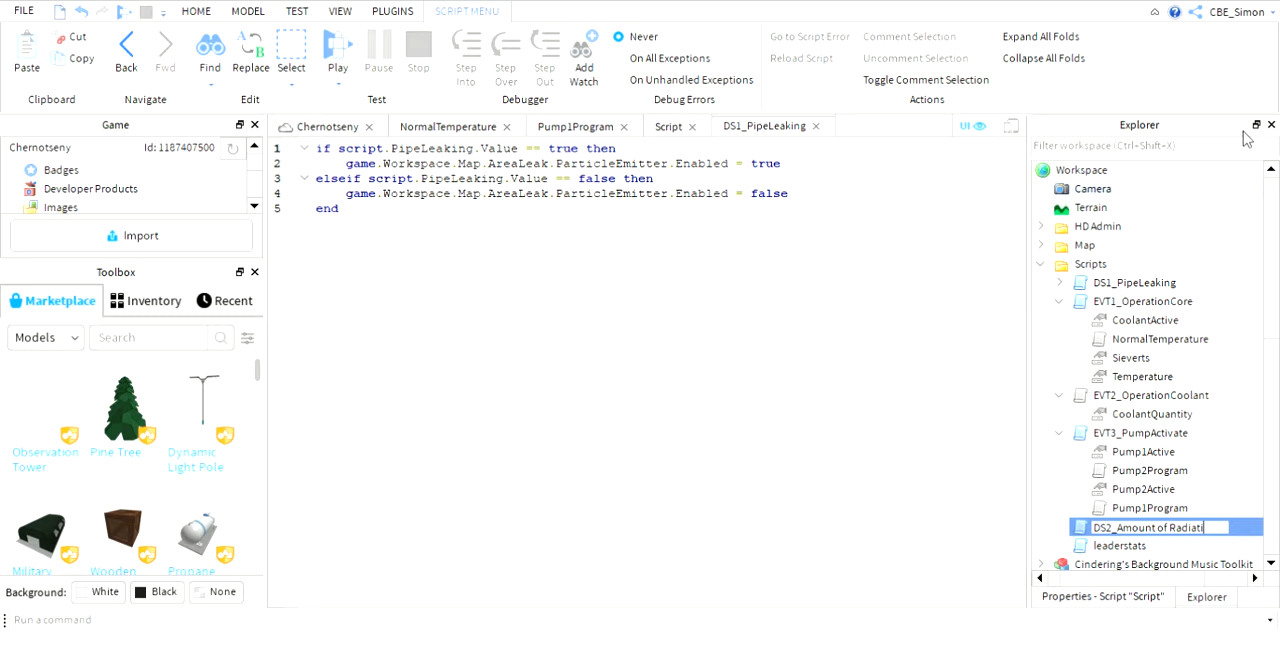 FILE HOME MODEL TEST VIEW PLUGINS SCRIPT MENU CBE_Simon
Paste Cut Copy
Clipboard
Back Fwd
Navigate
Find Replace Select
Edit
Play Pause Stop
Test
Step Into Step Over Step Out Add Watch
Debugger
Never
On All Exceptions
On Unhandled Exceptions
Debug Errors
Go to Script Error Comment Selection Expand All Folds
Reload Script Uncomment Selection Collapse All Folds
Toggle Comment Selection
Actions
Game
Chernotseny Id: 1187407500
Badges
Developer Products
Images
Import
Toolbox
Marketplace Inventory Recent
Models Search
Observation Tower
Pine Tree
Dynamic Light Pole
Military
Wooden
Propane
Background: White Black None
Run a command
Chernotseny NormalTemperature Pump1Program Script DS1_PipeLeaking UI
1 if script.PipeLeaking.Value == true then
2 game.Workspace.Map.AreaLeak.ParticleEmitter.Enabled = true
3 elseif script.PipeLeaking.Value == false then
4 game.Workspace.Map.AreaLeak.ParticleEmitter.Enabled = false
5 end
Explorer
Filter workspace (Ctrl+Shift+X)
Workspace
Camera
Terrain
HD Admin
Map
Scripts
DS1_PipeLeaking
EVT1_OperationCore
CoolantActive
NormalTemperature
Sieverts
Temperature
EVT2_OperationCoolant
CoolantQuantity
EVT3_PumpActivate
Pump1Active
Pump2Program
Pump2Active
Pump1Program
DS2_Amount of Radiati
leaderstats
Cindering's Background Music Toolkit
Properties - Script "Script" Explorer